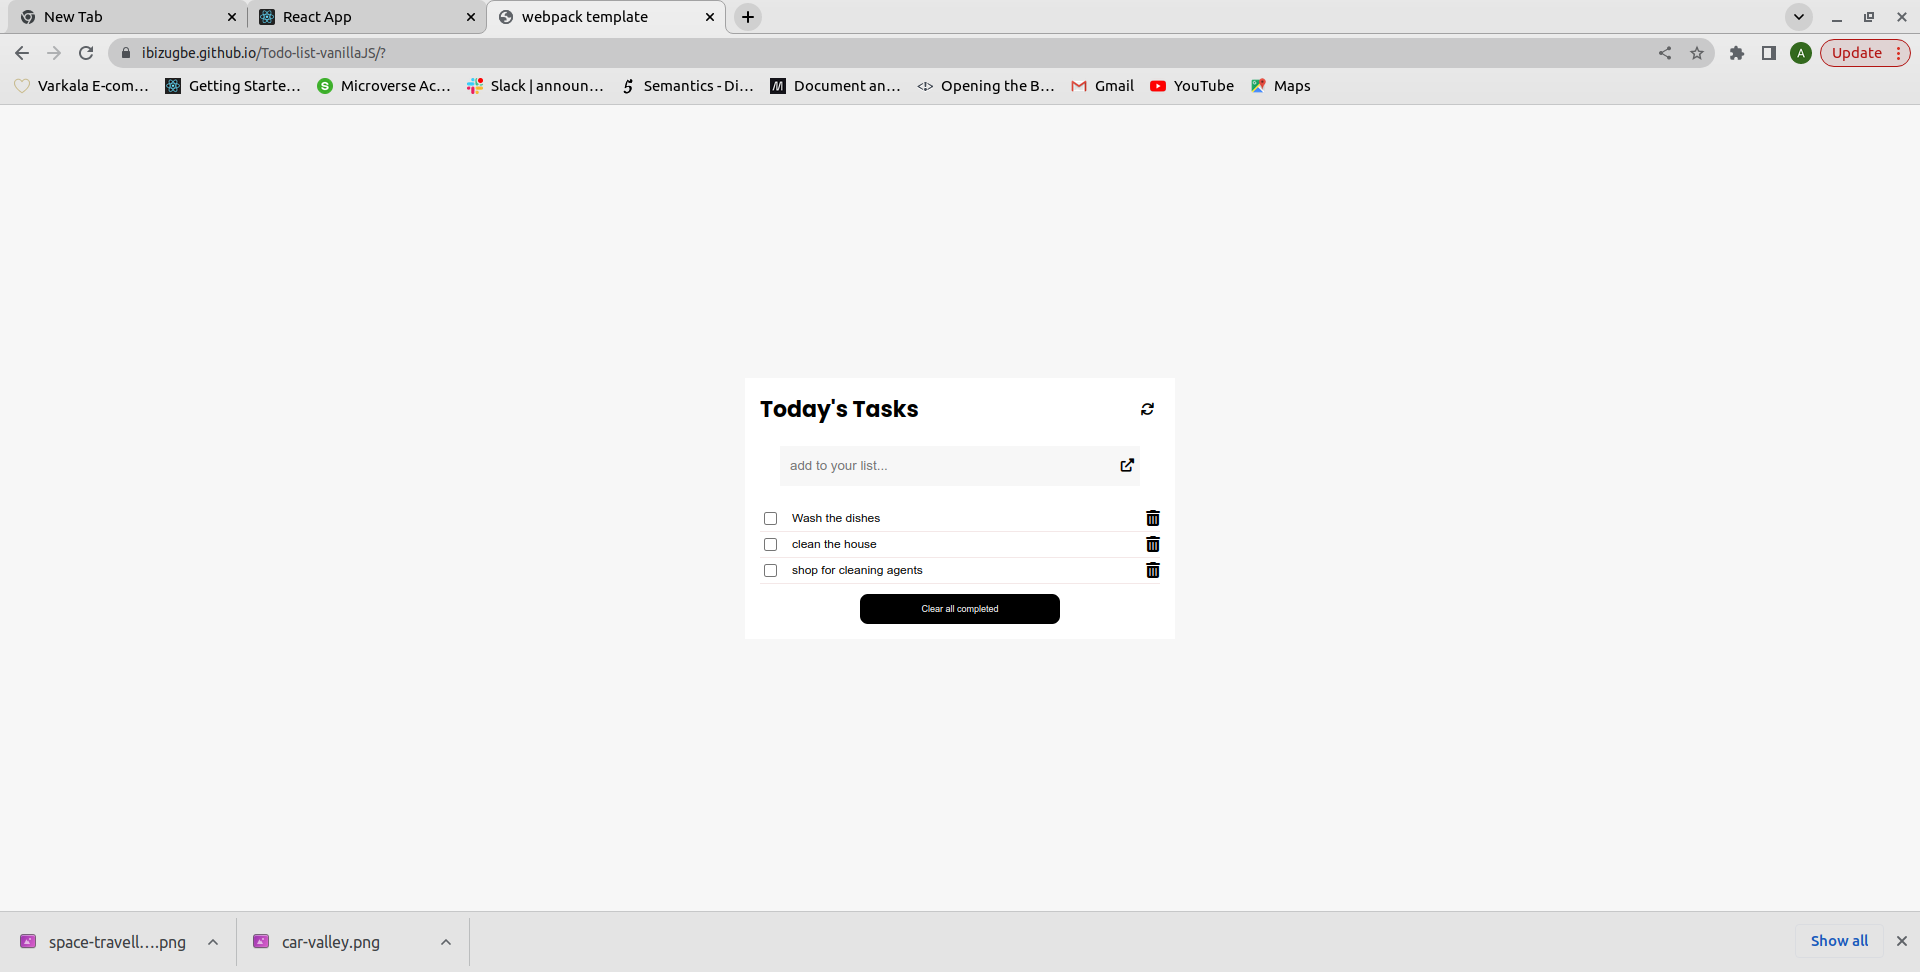 New Tab
React App
webpack template
ibizugbe.github.io/Todo-list-vanillaJS/?
A
Update
Varkala E-com...
Getting Starte...
Microverse Ac...
Slack | announ...
Semantics - Di...
Document an...
Opening the B...
Gmail
YouTube
Maps
Today's Tasks
add to your list...
Wash the dishes
clean the house
shop for cleaning agents
Clear all completed
space-travell....png
car-valley.png
Show all